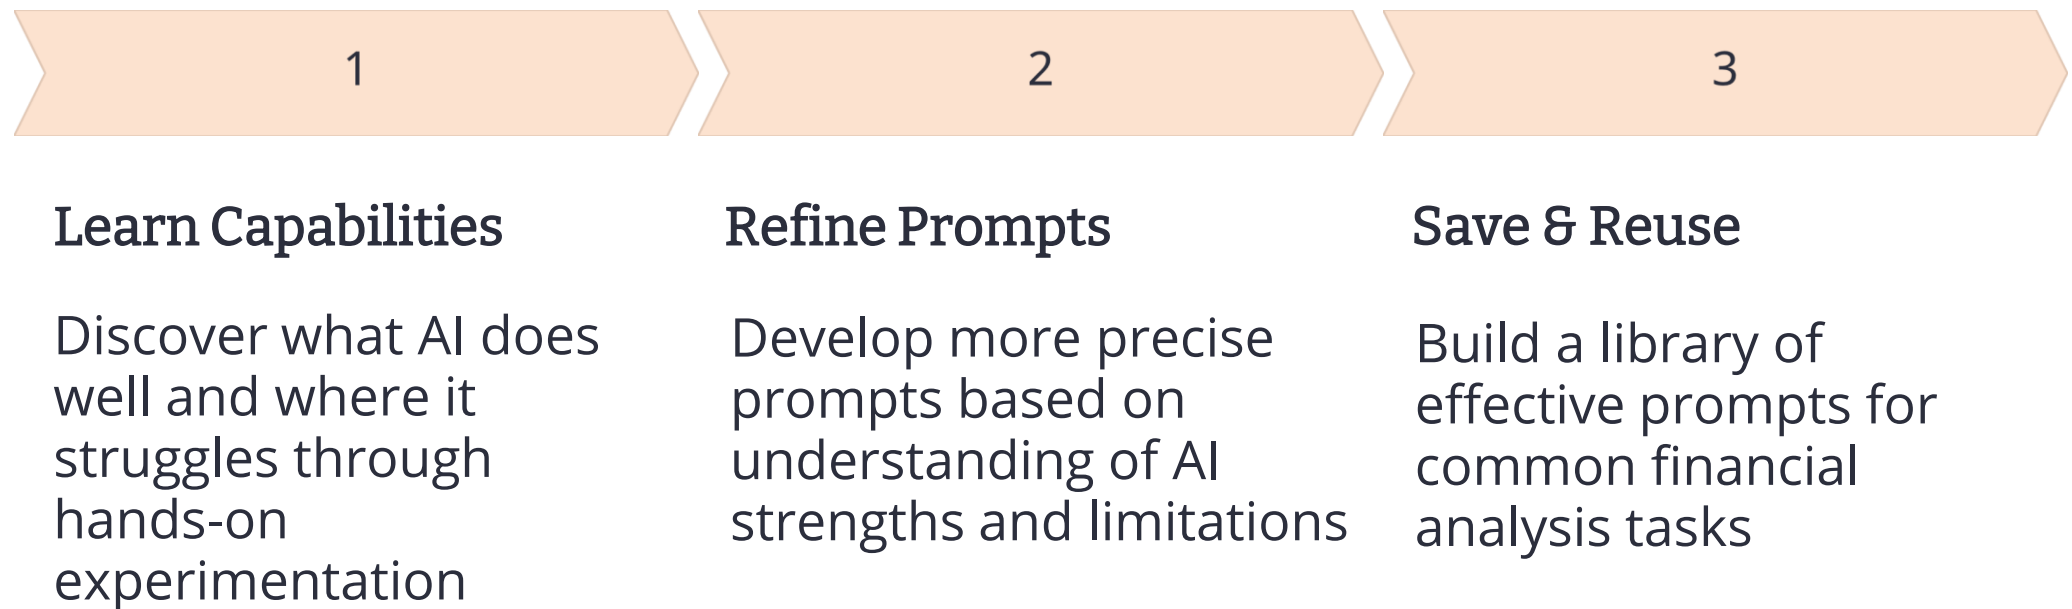 1
2
3
Learn Capabilities
Discover what AI does
well and where it
struggles through
hands-on
experimentation
Refine Prompts
Develop more precise
prompts based on
understanding of AI
strengths and limitations
Save & Reuse
Build a library of
effective prompts for
common financial
analysis tasks